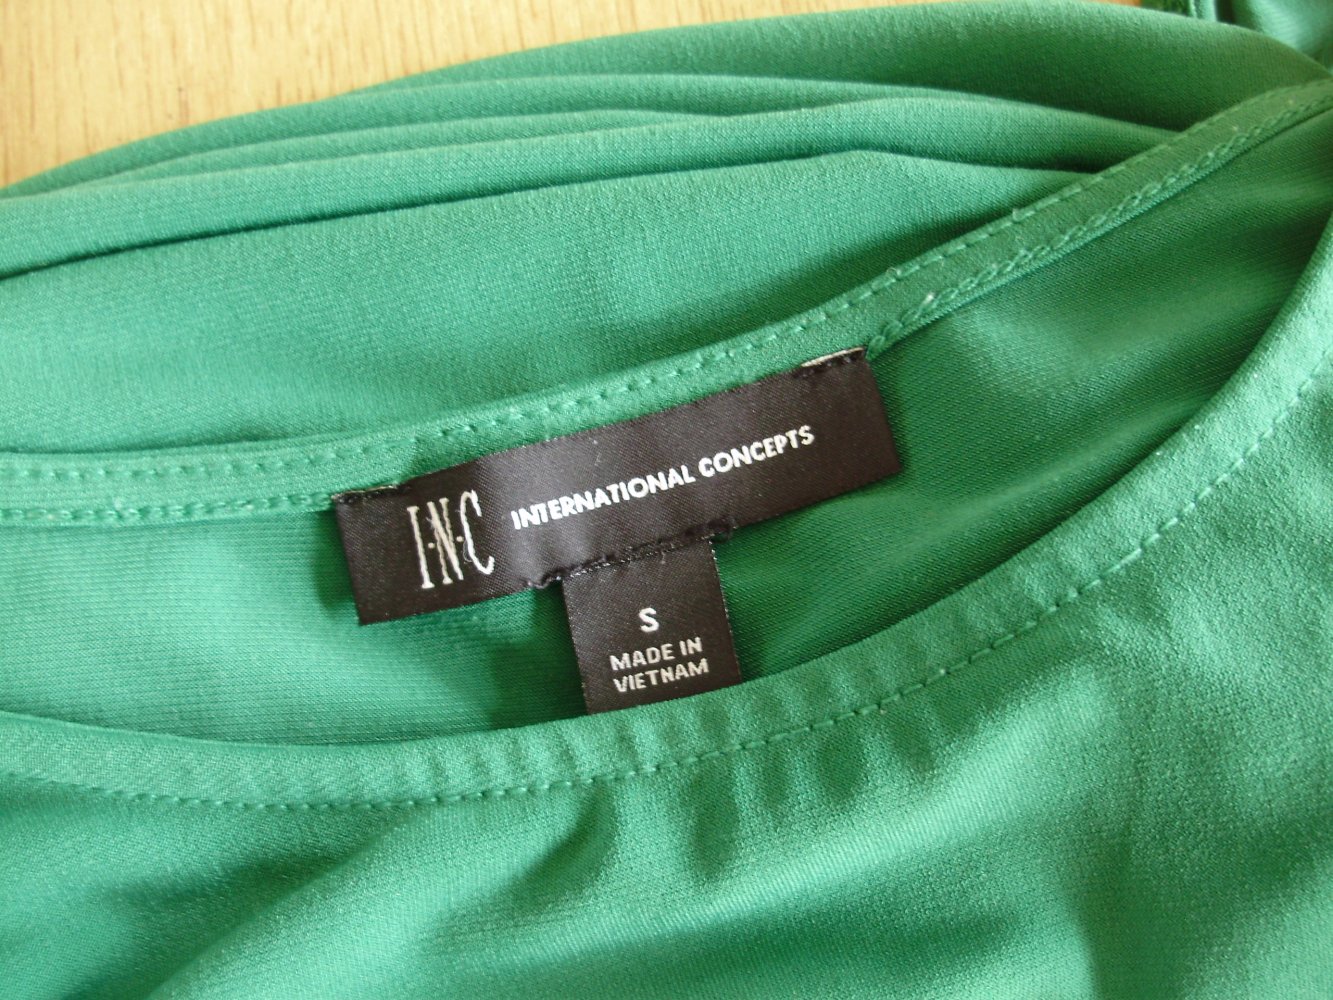 I·N·C INTERNATIONAL CONCEPTS
S
MADE IN
VIETNAM